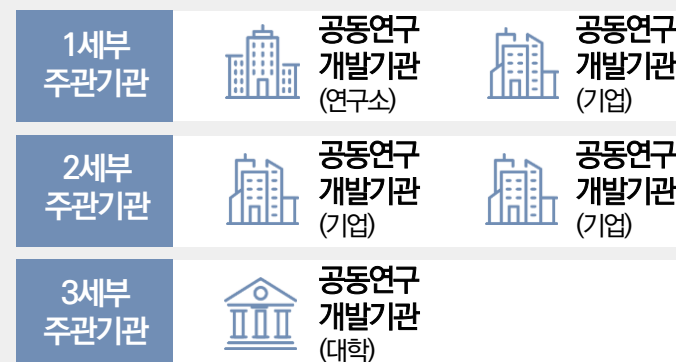 1세부
주관기관
공동연구
개발기관
(연구소)
공동연구
개발기관
(기업)
2세부
주관기관
공동연구
개발기관
(기업)
공동연구
개발기관
(기업)
3세부
주관기관
공동연구
개발기관
(대학)